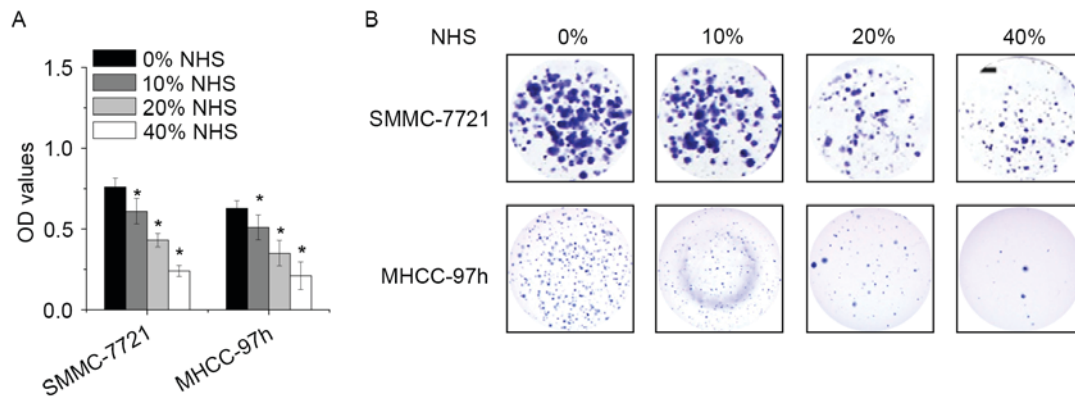 A
0% NHS
10% NHS
20% NHS
40% NHS
1.5
1.0
0.5
0.0
OD values
* * *
* * *
SMMC-7721
MHCC-97h
B
NHS 0% 10% 20% 40%
SMMC-7721
MHCC-97h